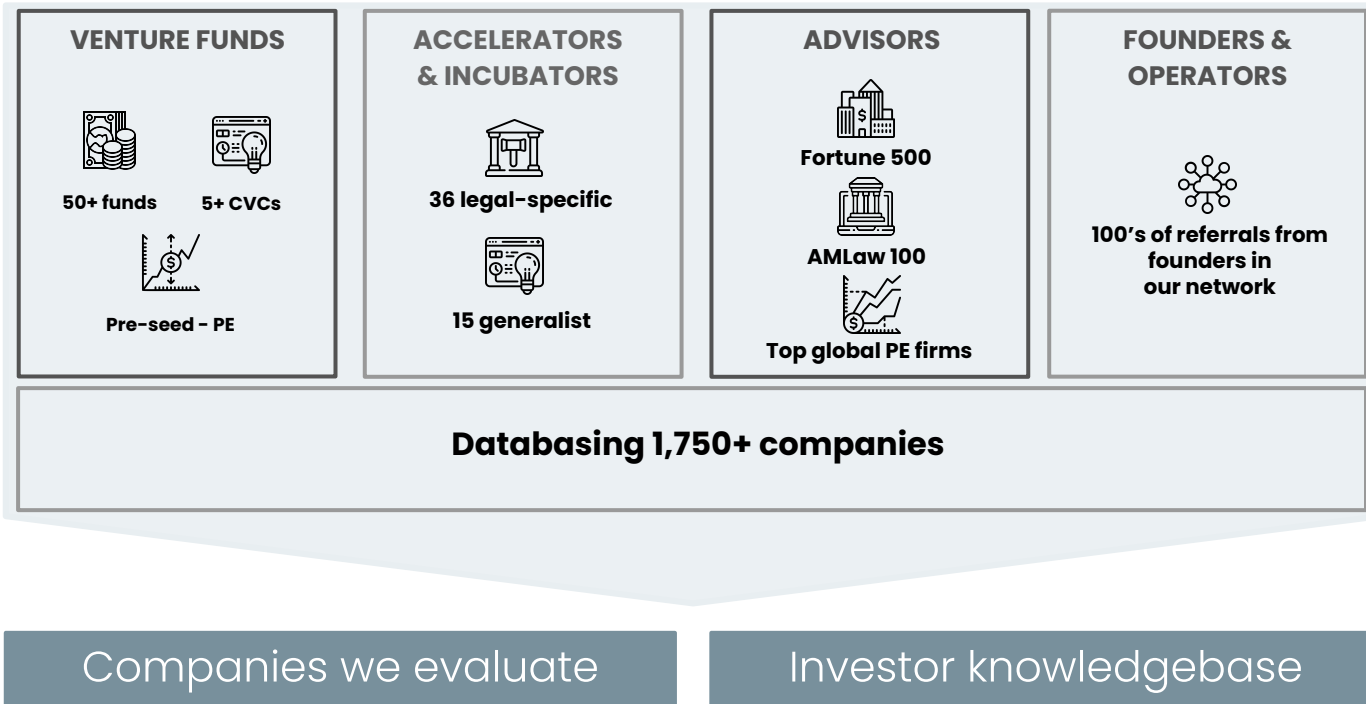 VENTURE FUNDS
50+ funds
5+ CVCs
Pre-seed - PE
ACCELERATORS
& INCUBATORS
36 legal-specific
15 generalist
ADVISORS
Fortune 500
AMLaw 100
Top global PE firms
FOUNDERS &
OPERATORS
100’s of referrals from
founders in
our network
Databasing 1,750+ companies
Companies we evaluate
Investor knowledgebase